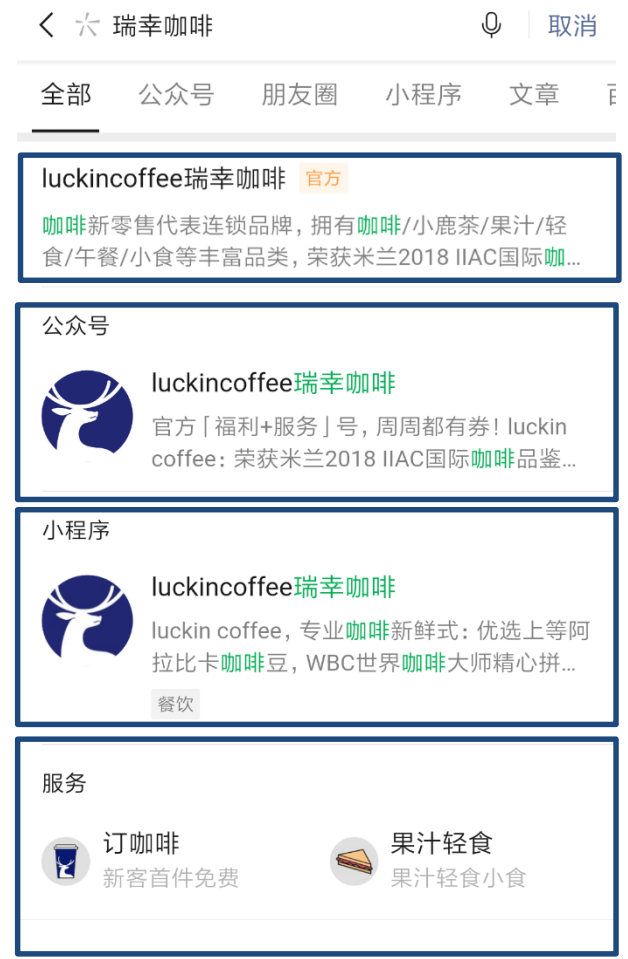 瑞幸咖啡 取消
全部 公众号 朋友圈 小程序 文章
luckincoffee瑞幸咖啡 官方
咖啡新零售代表连锁品牌，拥有咖啡/小鹿茶/果汁/轻
食/午餐/小食等丰富品类，荣获米兰2018 IIAC国际咖...
公众号
luckincoffee瑞幸咖啡
官方「福利+服务」号，周周都有券！luckin
coffee：荣获米兰2018 IIAC国际咖啡品鉴...
小程序
luckincoffee瑞幸咖啡
luckin coffee，专业咖啡新鲜式：优选上等阿
拉比卡咖啡豆，WBC世界咖啡大师精心拼...
餐饮
服务
订咖啡 果汁轻食
新客首件免费 果汁轻食小食